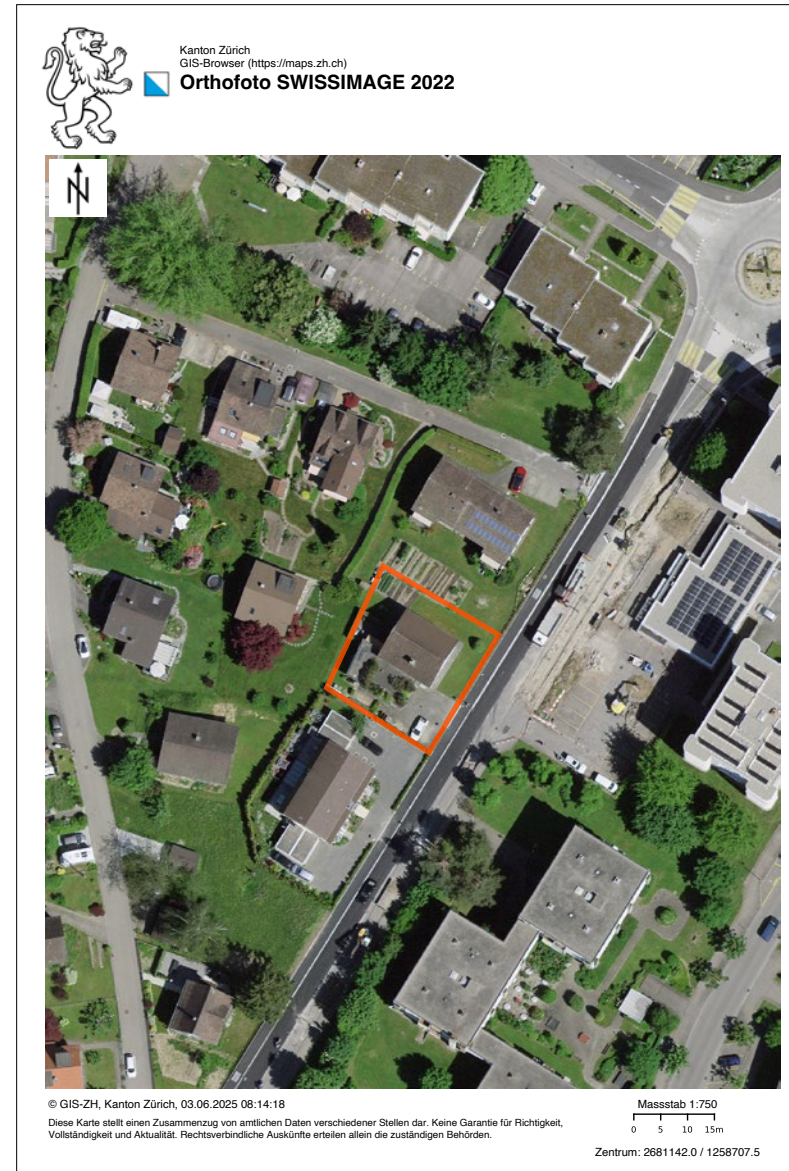 Kanton Zürich
GIS-Browser (https://maps.zh.ch)
Orthofoto SWISSIMAGE 2022
N
© GIS-ZH, Kanton Zürich, 03.06.2025 08:14:18
Diese Karte stellt einen Zusammenzug von amtlichen Daten verschiedener Stellen dar. Keine Garantie für Richtigkeit,
Vollständigkeit und Aktualität. Rechtsverbindliche Auskünfte erteilen allein die zuständigen Behörden.
Massstab 1:750
0 5 10 15m
Zentrum: 2681142.0 / 1258707.5